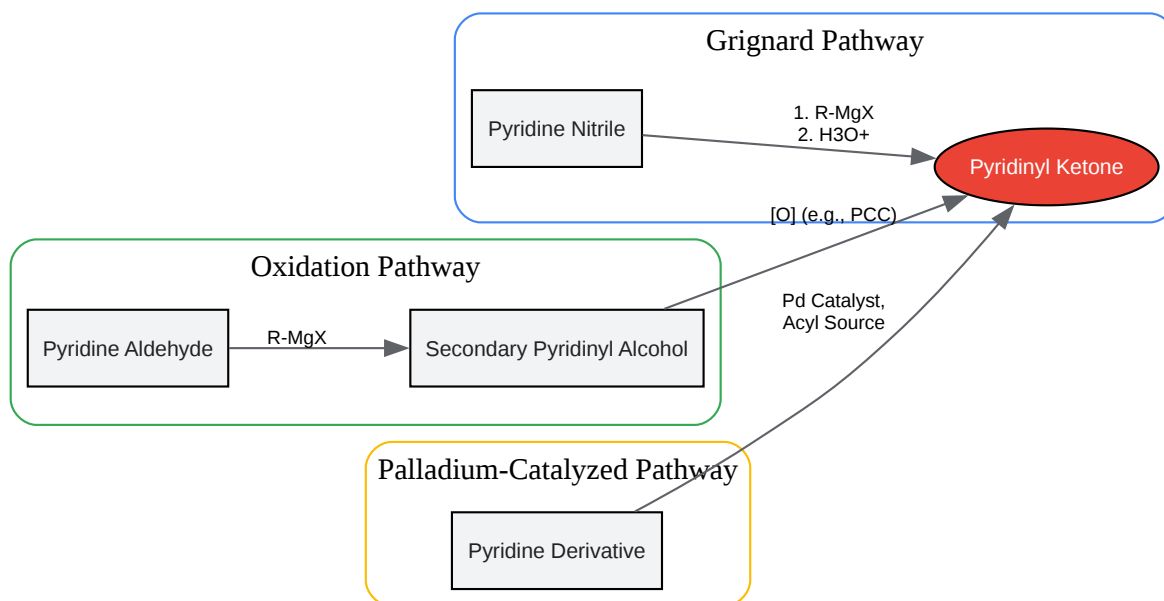 Grignard Pathway
Pyridine Nitrile
1. R-MgX
2. H3O+
Pyridinyl Ketone
[O] (e.g., PCC)
Oxidation Pathway
Pyridine Aldehyde
R-MgX
Secondary Pyridinyl Alcohol
Pd Catalyst,
Acyl Source
Palladium-Catalyzed Pathway
Pyridine Derivative